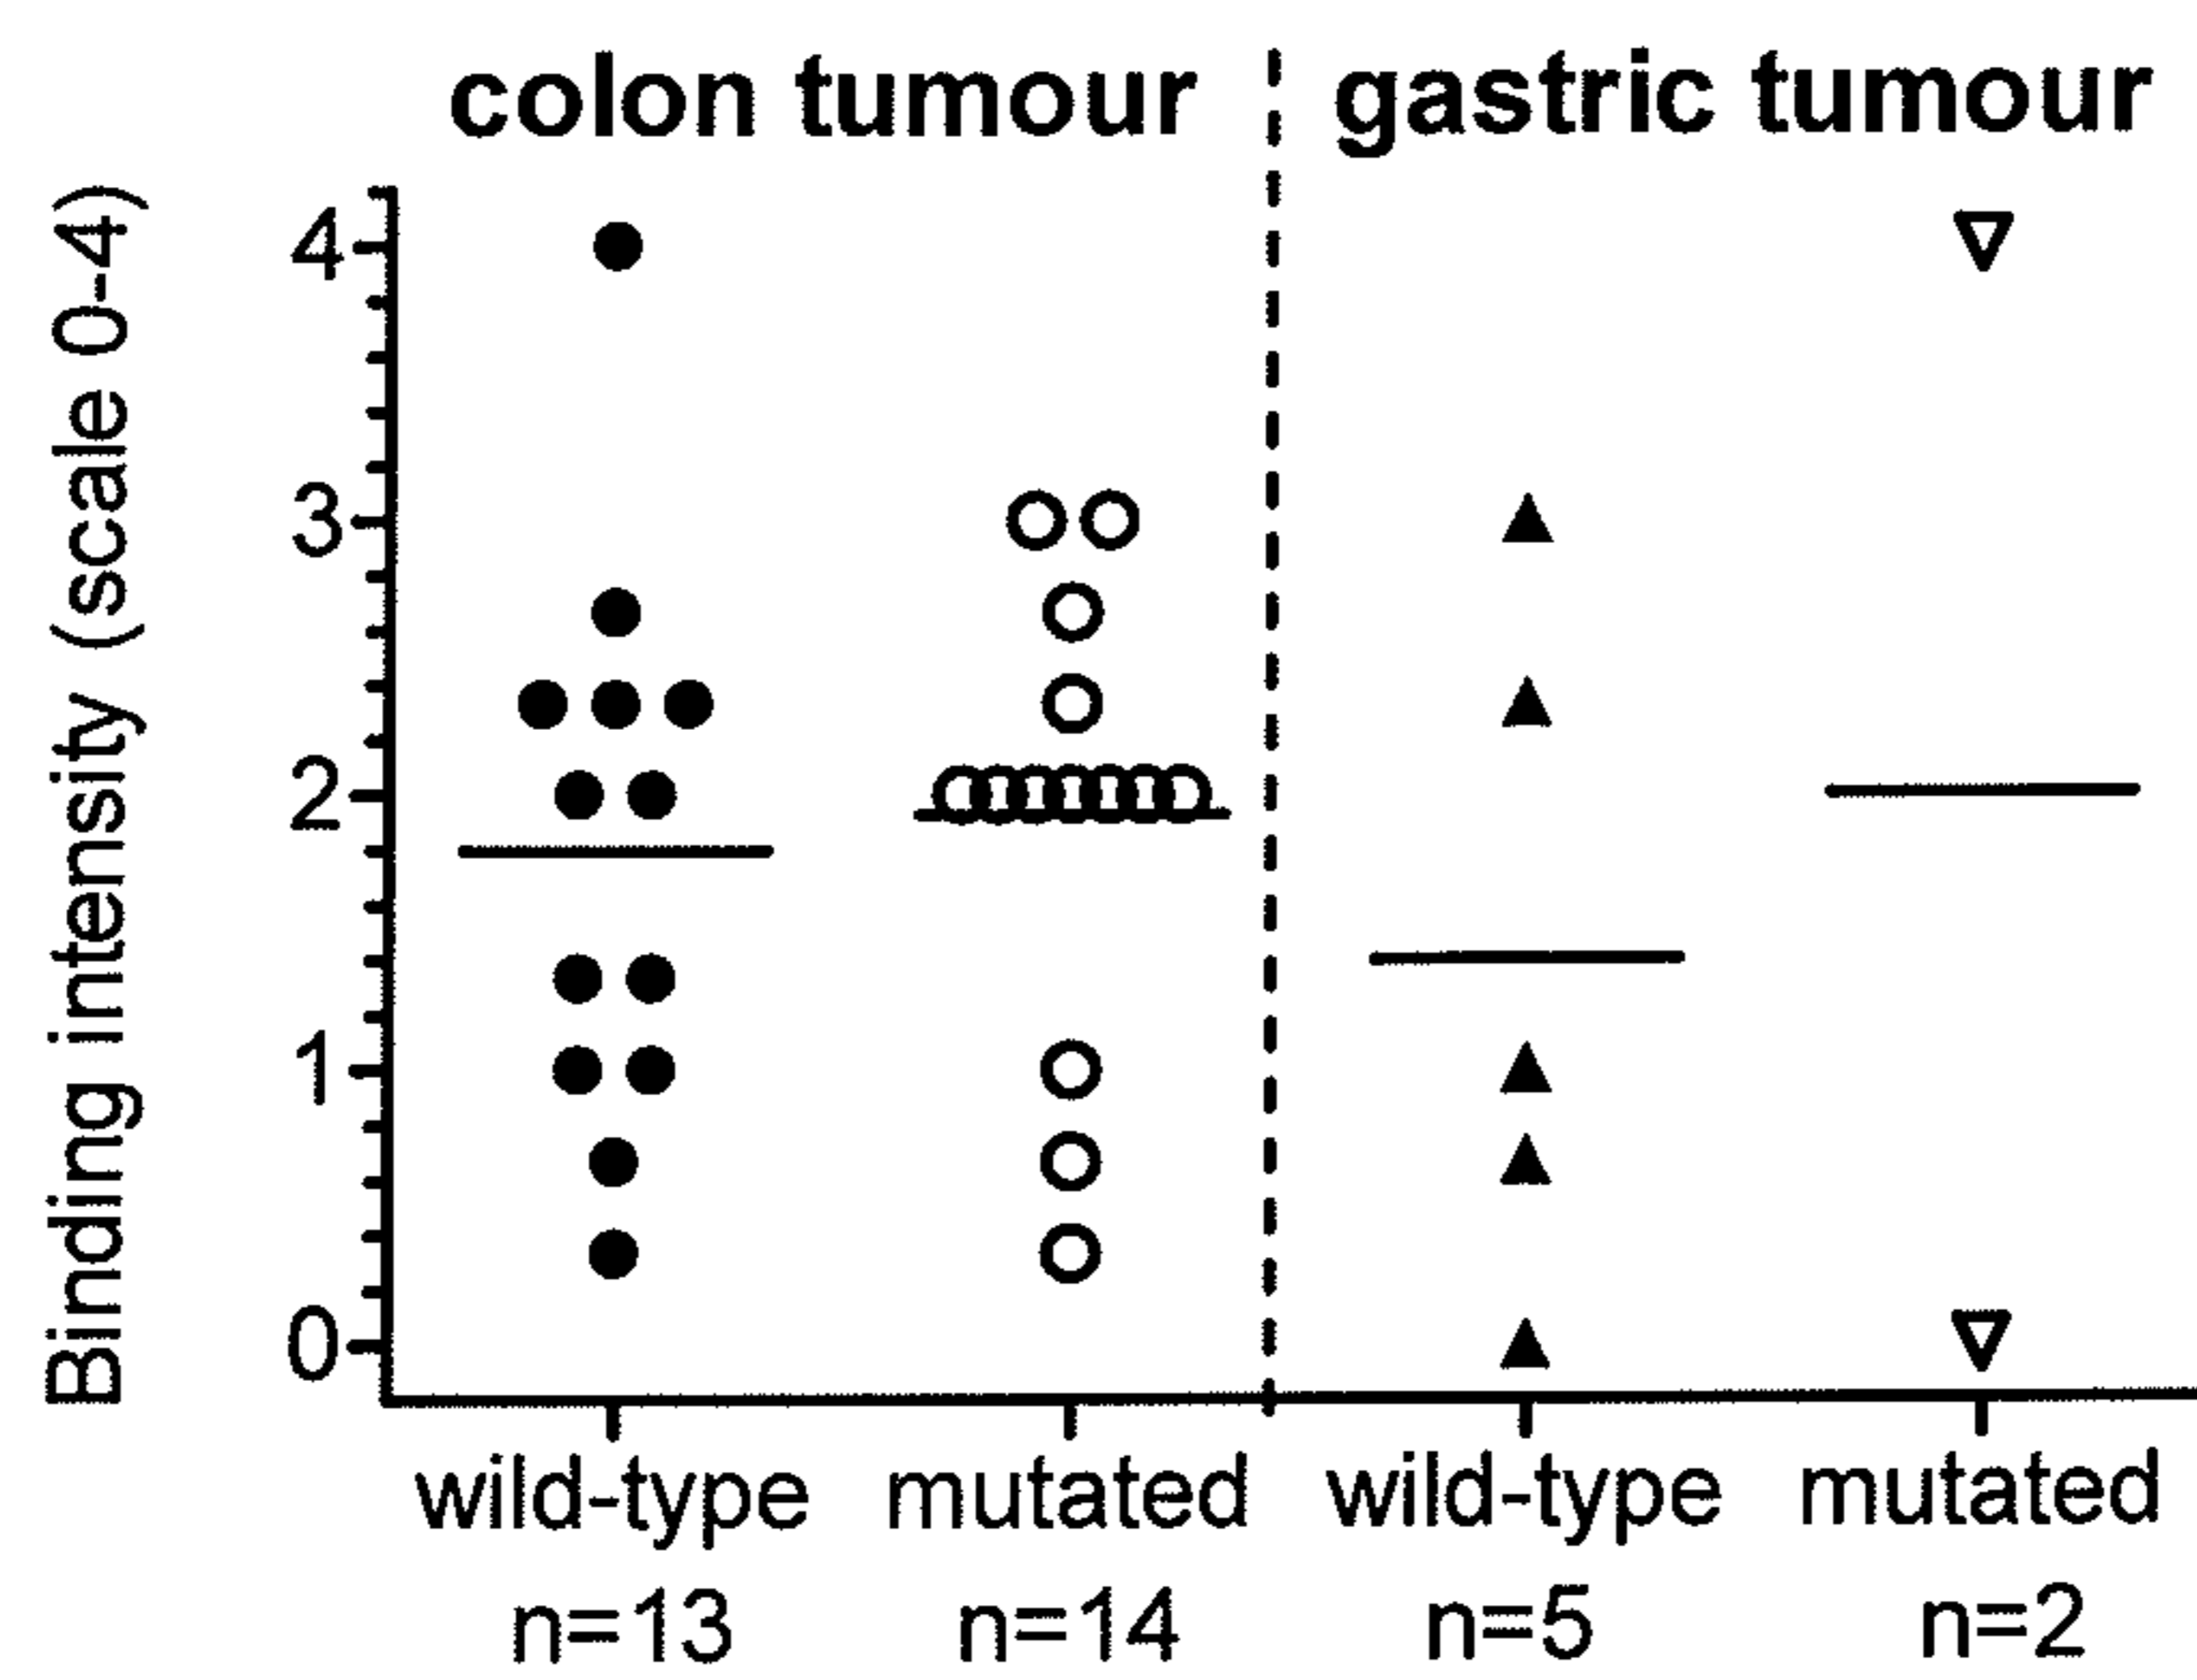 colon tumour
gastric tumour
Binding intensity (scale 0-4)
4
3
2
1
0
wild-type
mutated
wild-type
mutated
n=13
n=14
n=5
n=2